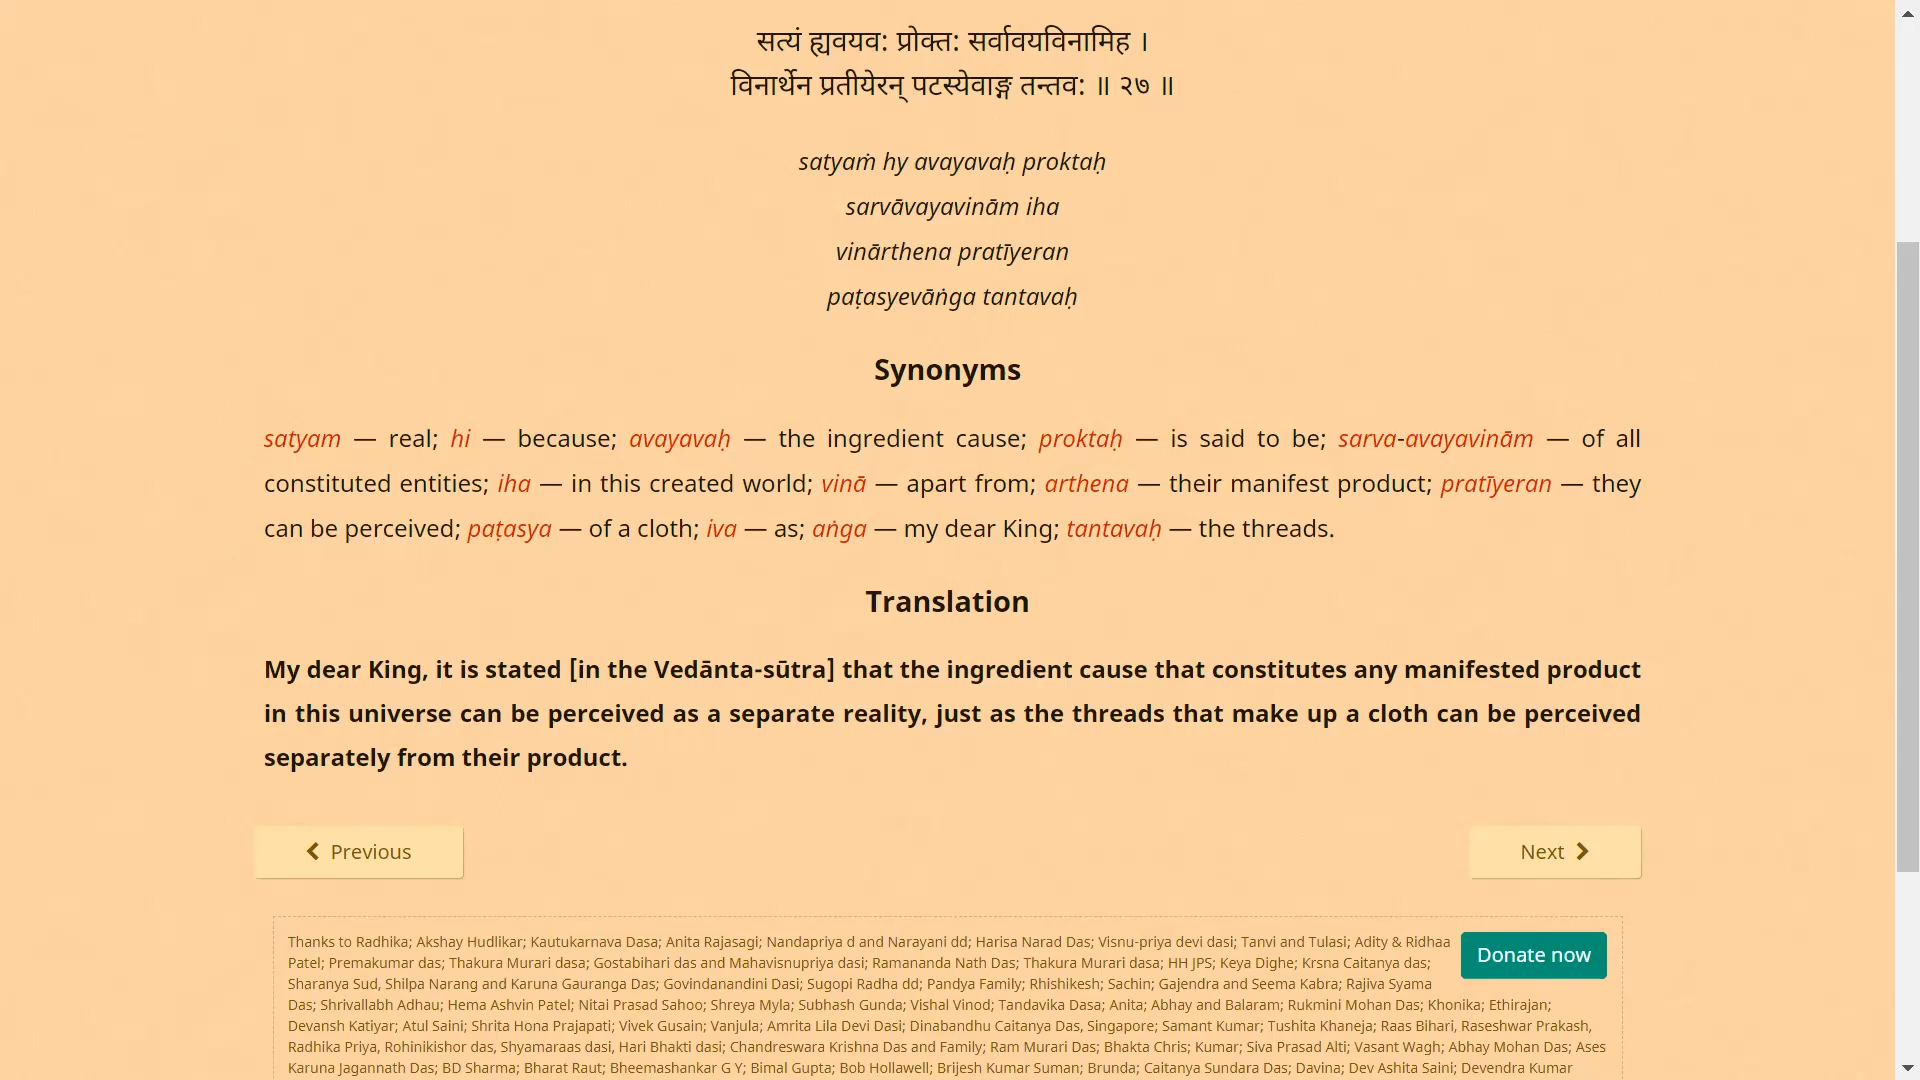 सत्यं ह्यवयव: प्रोक्त: सर्वावयविनामिह ।
विनार्थेन प्रतीयेरन् पटस्येवाङ्ग तन्तव: ॥ २७ ॥
satyaṁ hy avayavaḥ proktaḥ
sarvāvayavinām iha
vinārthena pratīyeran
paṭasyevāṅga tantavaḥ
Synonyms
satyam — real; hi — because; avayavaḥ — the ingredient cause; proktaḥ — is said to be; sarva-avayavinām — of all
constituted entities; iha — in this created world; vinā — apart from; arthena — their manifest product; pratīyeran — they
can be perceived; paṭasya — of a cloth; iva — as; aṅga — my dear King; tantavaḥ — the threads.
Translation
My dear King, it is stated [in the Vedānta-sūtra] that the ingredient cause that constitutes any manifested product
in this universe can be perceived as a separate reality, just as the threads that make up a cloth can be perceived
separately from their product.
Previous
Next
Thanks to Radhika; Akshay Hudlikar; Kautukarnava Dasa; Anita Rajasagi; Nandapriya d and Narayani dd; Harisa Narad Das; Visnu-priya devi dasi; Tanvi and Tulasi; Adity & Ridhaa
Donate now
Patel; Premakumar das; Thakura Murari dasa; Gostabihari das and Mahavisnupriya dasi; Ramananda Nath Das; Thakura Murari dasa; HH JPS; Keya Dighe; Krsna Caitanya das;
Sharanya Sud, Shilpa Narang and Karuna Gauranga Das; Govindanandini Dasi; Sugopi Radha dd; Pandya Family; Rhishikesh; Sachin; Gajendra and Seema Kabra; Rajiva Syama
Das; Shrivallabh Adhau; Hema Ashvin Patel; Nitai Prasad Sahoo; Shreya Myla; Subhash Gunda; Vishal Vinod; Tandavika Dasa; Anita; Abhay and Balaram; Rukmini Mohan Das; Khonika; Ethirajan;
Devansh Katiyar; Atul Saini; Shrita Hona Prajapati; Vivek Gusain; Vanjula; Amrita Lila Devi Dasi; Dinabandhu Caitanya Das, Singapore; Samant Kumar; Tushita Khaneja; Raas Bihari, Raseshwar Prakash,
Radhika Priya, Rohinikishor das, Shyamaraas dasi, Hari Bhakti dasi; Chandreswara Krishna Das and Family; Ram Murari Das; Bhakta Chris; Kumar; Siva Prasad Alti; Vasant Wagh; Abhay Mohan Das; Ases
Karuna Jagannath Das; BD Sharma; Bharat Raut; Bheemashankar G Y; Bimal Gupta; Bob Hollawell; Brijesh Kumar Suman; Brunda; Caitanya Sundara Das; Davina; Dev Ashita Saini; Devendra Kumar